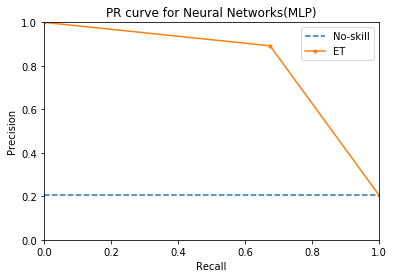 PR curve for Neural Networks(MLP)
No-skill
ET
Precision
1.0
0.8
0.6
0.4
0.2
0.0
0.0 0.2 0.4 0.6 0.8 1.0
Recall